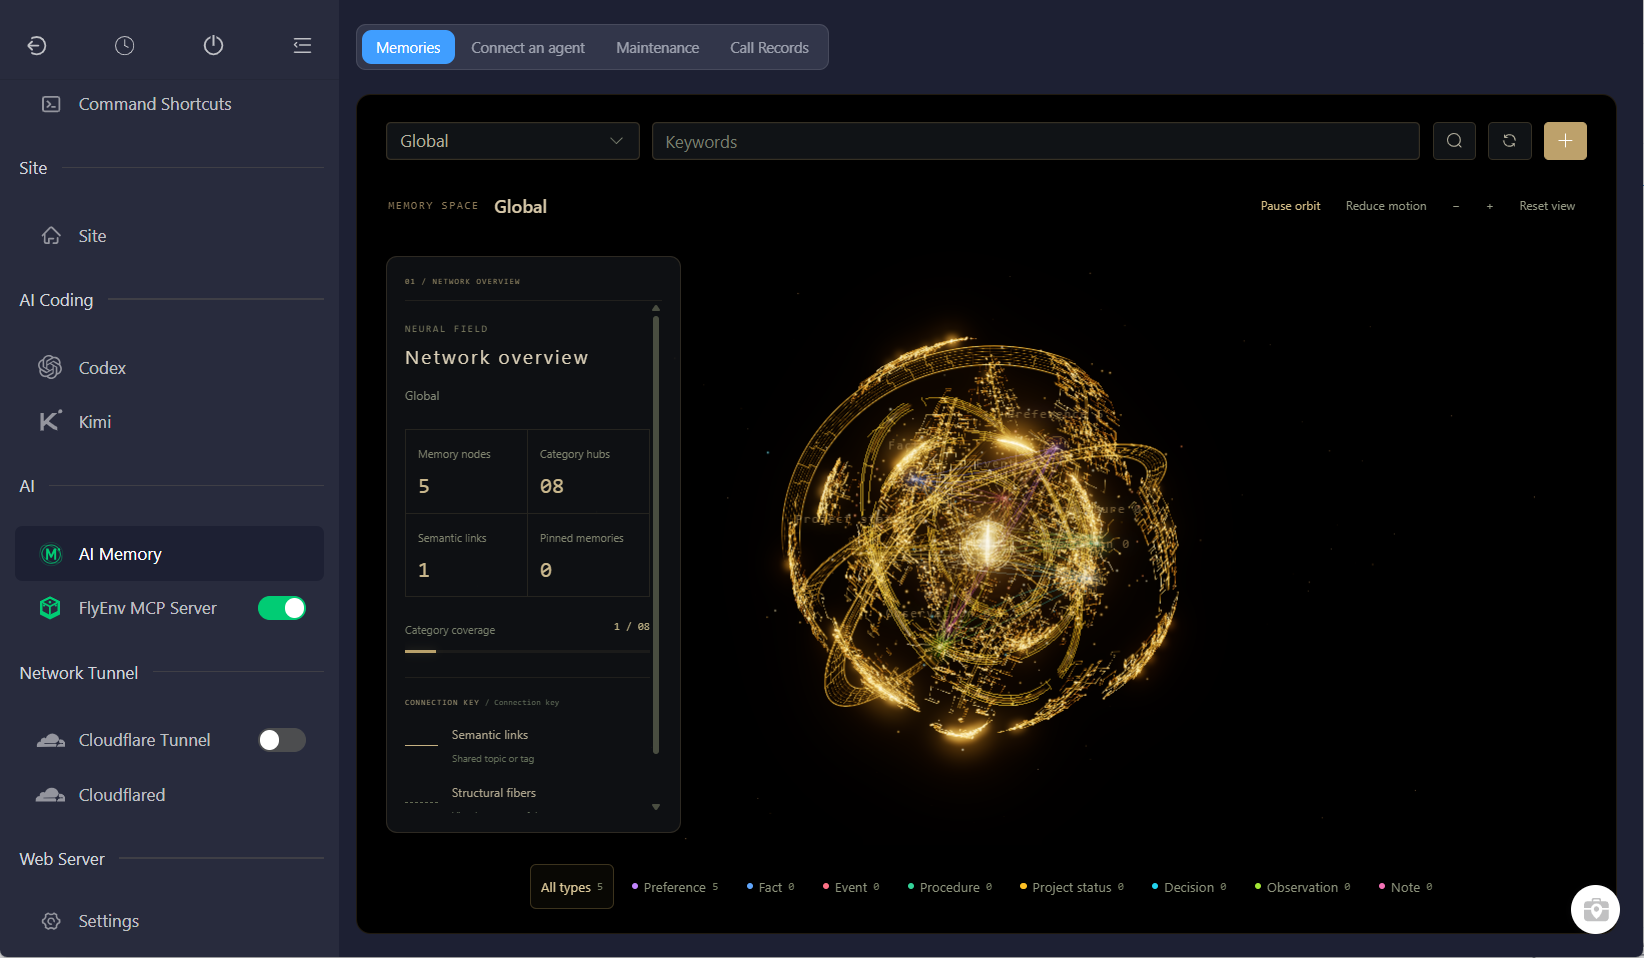 Command Shortcuts
Site
Site
AI Coding
Codex
Kimi
AI
AI Memory
FlyEnv MCP Server
Network Tunnel
Cloudflare Tunnel
Cloudflared
Web Server
Settings
Memories
Connect an agent
Maintenance
Call Records
Global
Keywords
MEMORY SPACE Global
Pause orbit
Reduce motion
− +
Reset view
01 / NETWORK OVERVIEW
NEURAL FIELD
Network overview
Global
Memory nodes
5
Category hubs
08
Semantic links
1
Pinned memories
0
Category coverage 1 / 08
CONNECTION KEY / Connection key
Semantic links
Shared topic or tag
Structural fibers
All types 5
Preference 5
Fact 0
Event 0
Procedure 0
Project status 0
Decision 0
Observation 0
Note 0